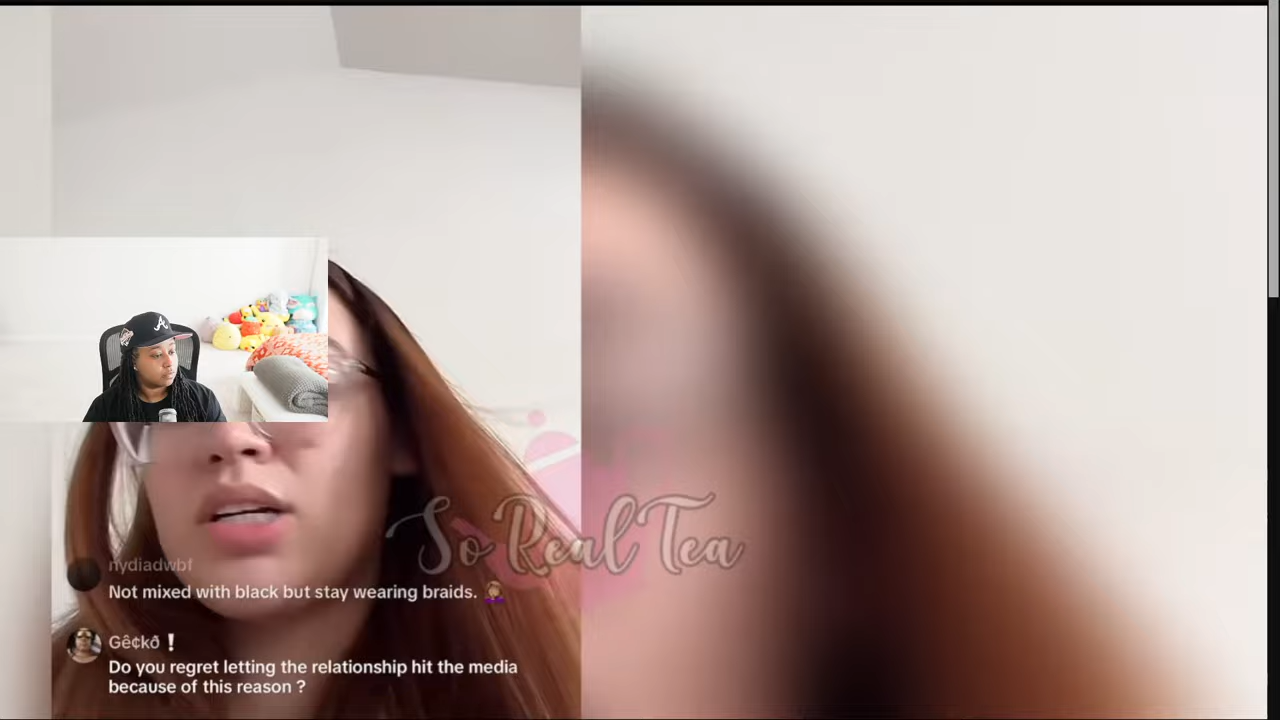 So Real Tea
nydiadwbf
Not mixed with black but stay wearing braids. 🤦🏽‍♀️
Gê¢kð❗
Do you regret letting the relationship hit the media
because of this reason ?
A